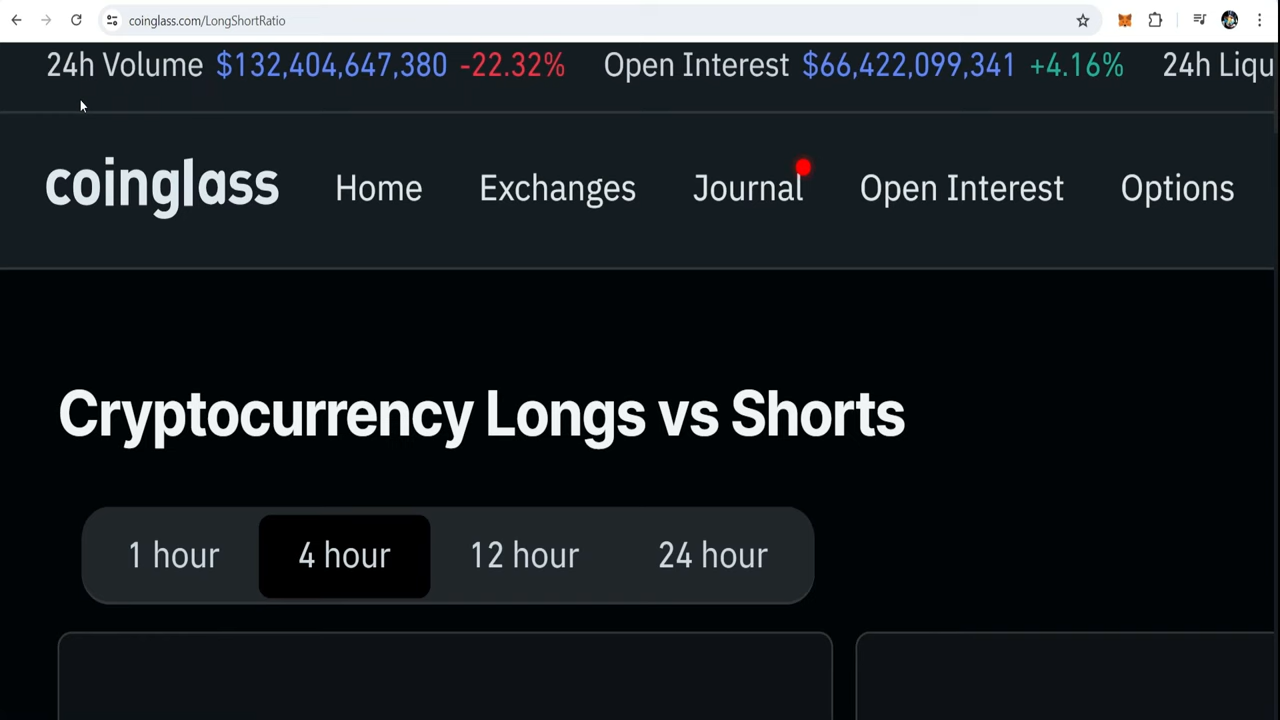 coinglass.com/LongShortRatio
24h Volume $132,404,647,380 -22.32% Open Interest $66,422,099,341 +4.16% 24h Liqu
coinglass Home Exchanges Journal Open Interest Options
Cryptocurrency Longs vs Shorts
1 hour 4 hour 12 hour 24 hour